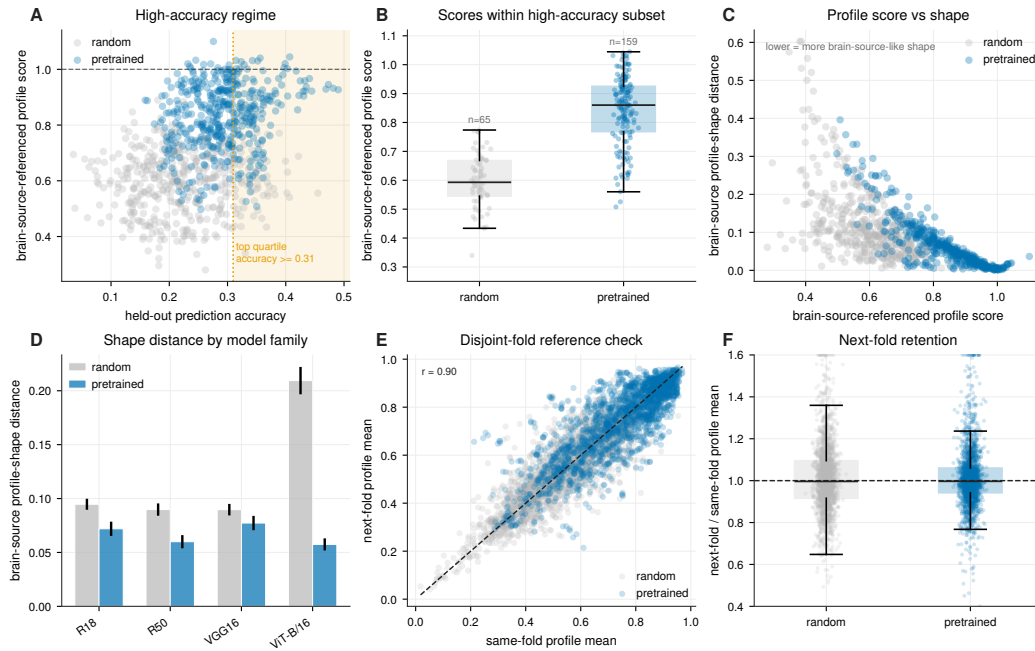 A
High-accuracy regime
random
pretrained
top quartile
accuracy >= 0.31
brain-source-referenced profile score
1.0
0.8
0.6
0.4
0.1
0.2
0.3
0.4
0.5
held-out prediction accuracy
B
Scores within high-accuracy subset
n=65
n=159
brain-source-referenced profile score
1.1
1.0
0.9
0.8
0.7
0.6
0.5
0.4
0.3
random
pretrained
C
Profile score vs shape
lower = more brain-source-like shape
random
pretrained
brain-source profile-shape distance
0.6
0.5
0.4
0.3
0.2
0.1
0.0
0.4
0.6
0.8
1.0
brain-source-referenced profile score
D
Shape distance by model family
random
pretrained
brain-source profile-shape distance
0.20
0.15
0.10
0.05
0.00
R18
R50
VGG16
ViT-B/16
E
Disjoint-fold reference check
r = 0.90
random
pretrained
next-fold profile mean
1.0
0.8
0.6
0.4
0.2
0.0
0.0
0.2
0.4
0.6
0.8
1.0
same-fold profile mean
F
Next-fold retention
next-fold / same-fold profile mean
1.6
1.4
1.2
1.0
0.8
0.6
0.4
random
pretrained